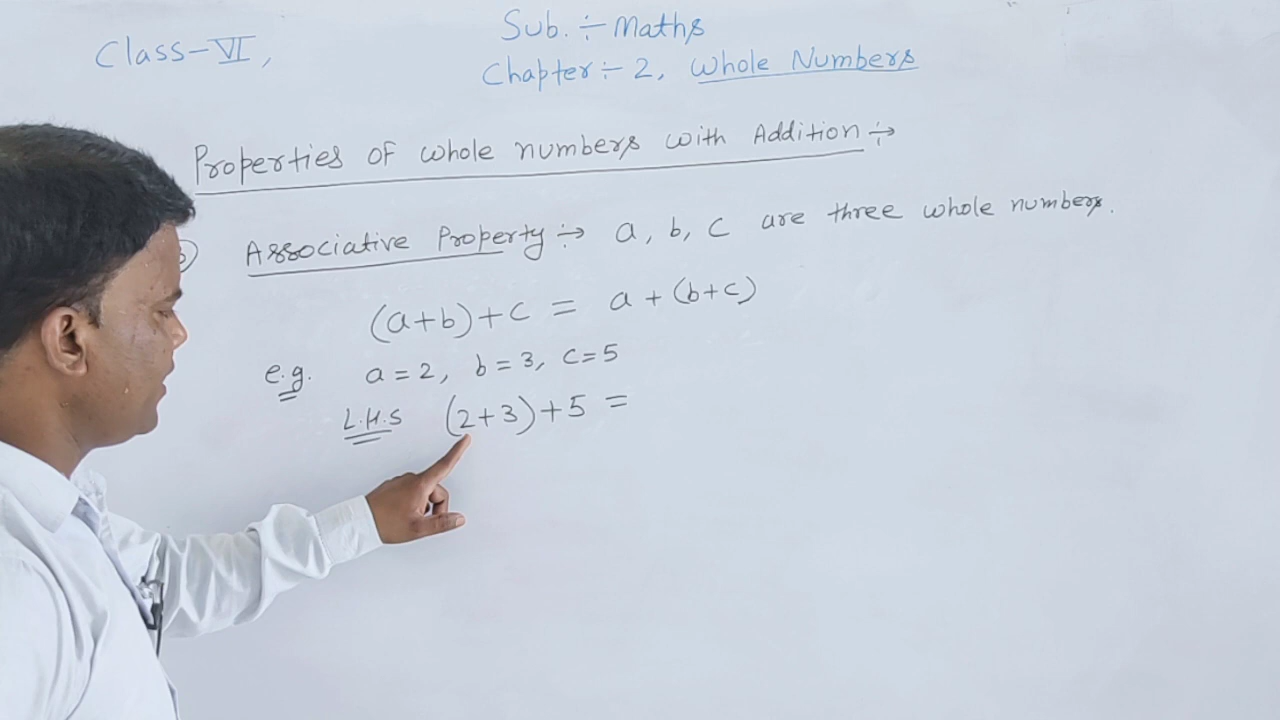 Class-VI,
Sub. :- Maths
Chapter :- 2, Whole Numbers
Properties of whole numbers with Addition :→
Associative Property :→ a, b, c are three whole numbers.
(a+b)+c = a+(b+c)
e.g. a=2, b=3, c=5
L.H.S (2+3)+5 =